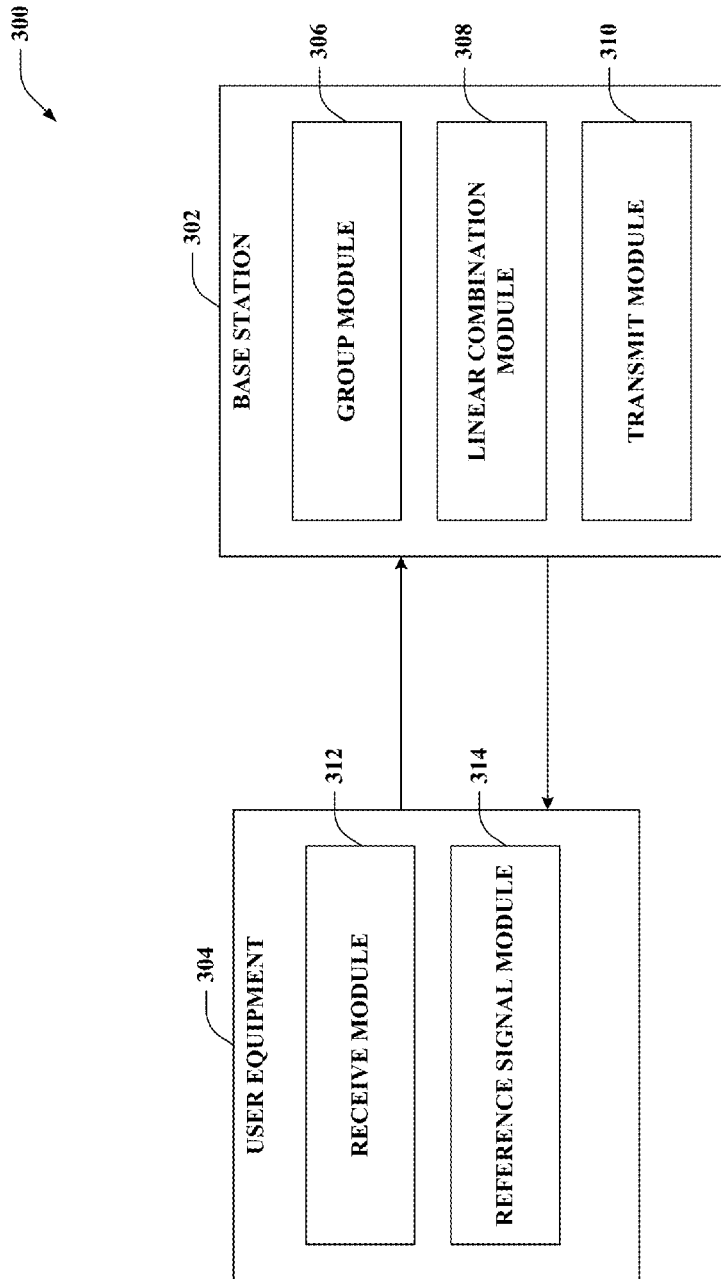 300
302
BASE STATION
306
GROUP MODULE
308
LINEAR COMBINATION
MODULE
310
TRANSMIT MODULE
304
USER EQUIPMENT
312
RECEIVE MODULE
314
REFERENCE SIGNAL MODULE